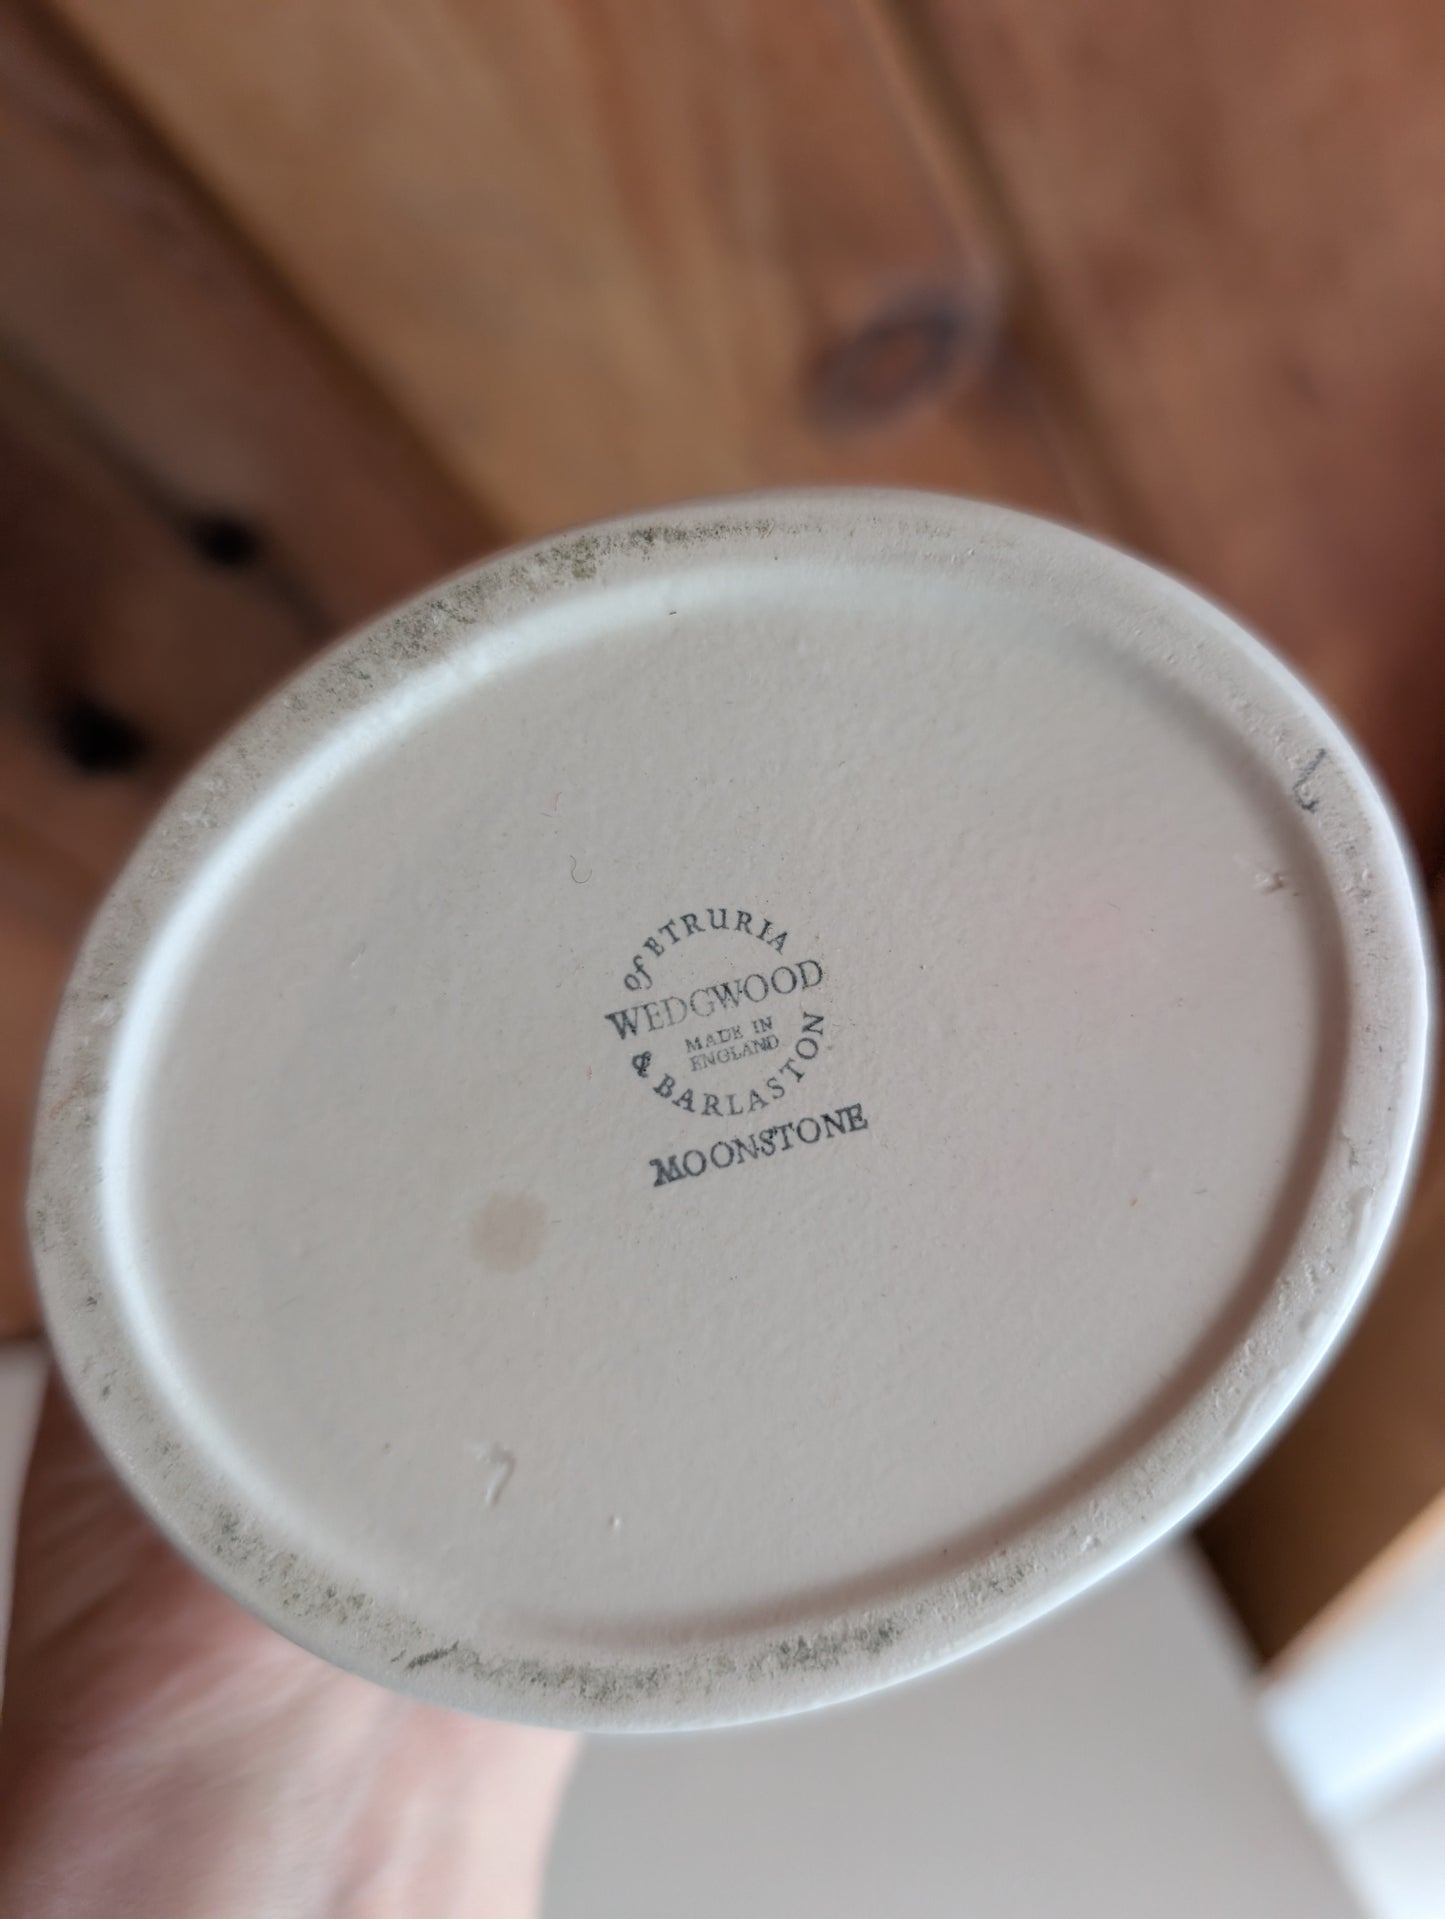 of ETRURIA
WEDGWOOD
MADE IN
ENGLAND
& BARLASTON
MOONSTONE